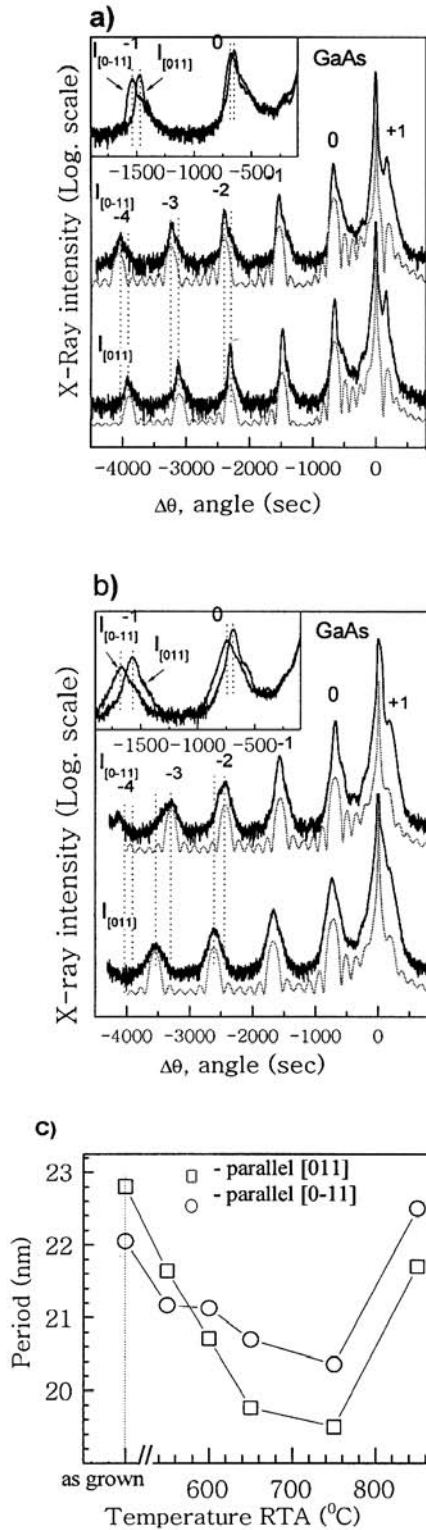 a)
I[0-11] -1 I[011] 0
GaAs
-1500 -1000 -500 -1
+1
0
I[0-11]
-4 -3 -2
I[011]
X-Ray intensity (Log. scale)
-4000 -3000 -2000 -1000 0
Δθ, angle (sec)
b)
-1 0
I[0-11] I[011]
GaAs
-1500 -1000 -500 -1
0 +1
I[0-11]
-4 -3 -2
I[011]
X-ray intensity (Log. scale)
-4000 -3000 -2000 -1000 0
Δθ, angle (sec)
c)
- parallel [011]
- parallel [0-11]
23
22
21
20
Period (nm)
as grown 600 700 800
Temperature RTA (⁰C)